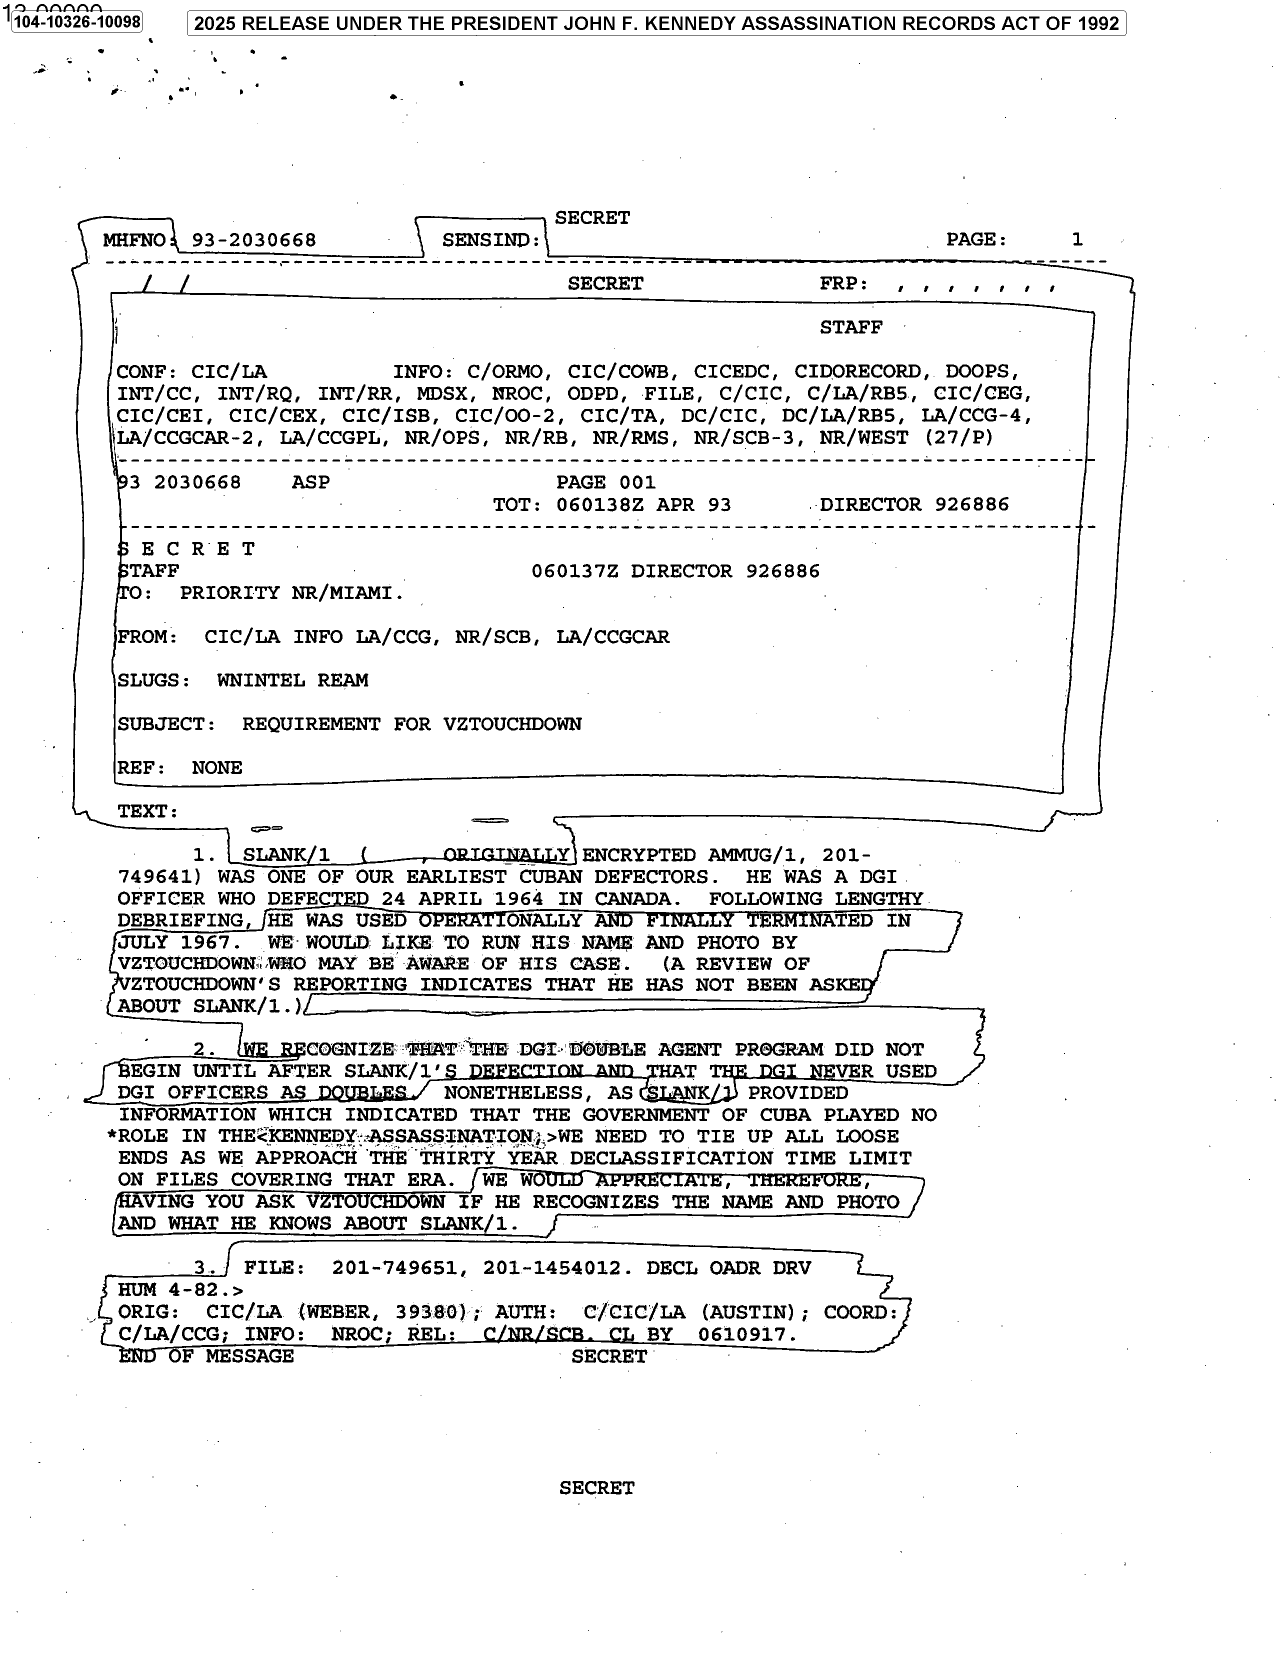 104-10326-10098
2025 RELEASE UNDER THE PRESIDENT JOHN F. KENNEDY ASSASSINATION RECORDS ACT OF 1992
SECRET
MHFNO: 93-2030668 SENSIND: PAGE: 1
/ / SECRET FRP: , , , , , , ,
STAFF
CONF: CIC/LA INFO: C/ORMO, CIC/COWB, CICEDC, CIDORECORD, DOOPS,
INT/CC, INT/RQ, INT/RR, MDSX, NROC, ODPD, FILE, C/CIC, C/LA/RB5, CIC/CEG,
CIC/CEI, CIC/CEX, CIC/ISB, CIC/OO-2, CIC/TA, DC/CIC, DC/LA/RB5, LA/CCG-4,
LA/CCGCAR-2, LA/CCGPL, NR/OPS, NR/RB, NR/RMS, NR/SCB-3, NR/WEST (27/P)
93 2030668 ASP PAGE 001
TOT: 060138Z APR 93 DIRECTOR 926886
S E C R E T
STAFF 060137Z DIRECTOR 926886
TO: PRIORITY NR/MIAMI.
FROM: CIC/LA INFO LA/CCG, NR/SCB, LA/CCGCAR
SLUGS: WNINTEL REAM
SUBJECT: REQUIREMENT FOR VZTOUCHDOWN
REF: NONE
TEXT:
1. SLANK/1 ( , ORIGINALLY ENCRYPTED AMMUG/1, 201-
749641) WAS ONE OF OUR EARLIEST CUBAN DEFECTORS. HE WAS A DGI
OFFICER WHO DEFECTED 24 APRIL 1964 IN CANADA. FOLLOWING LENGTHY
DEBRIEFING, HE WAS USED OPERATIONALLY AND FINALLY TERMINATED IN
JULY 1967. WE WOULD LIKE TO RUN HIS NAME AND PHOTO BY
VZTOUCHDOWN WHO MAY BE AWARE OF HIS CASE. (A REVIEW OF
VZTOUCHDOWN'S REPORTING INDICATES THAT HE HAS NOT BEEN ASKED
ABOUT SLANK/1.)
2. WE RECOGNIZE THAT THE DGI DOUBLE AGENT PROGRAM DID NOT
BEGIN UNTIL AFTER SLANK/1'S DEFECTION AND THAT THE DGI NEVER USED
DGI OFFICERS AS DOUBLES. NONETHELESS, AS SLANK/1 PROVIDED
INFORMATION WHICH INDICATED THAT THE GOVERNMENT OF CUBA PLAYED NO
*ROLE IN THE<KENNEDY ASSASSINATION,>WE NEED TO TIE UP ALL LOOSE
ENDS AS WE APPROACH THE THIRTY YEAR DECLASSIFICATION TIME LIMIT
ON FILES COVERING THAT ERA. WE WOULD APPRECIATE, THEREFORE,
HAVING YOU ASK VZTOUCHDOWN IF HE RECOGNIZES THE NAME AND PHOTO
AND WHAT HE KNOWS ABOUT SLANK/1.
3. FILE: 201-749651, 201-1454012. DECL OADR DRV
HUM 4-82.>
ORIG: CIC/LA (WEBER, 39380); AUTH: C/CIC/LA (AUSTIN); COORD:
C/LA/CCG; INFO: NROC; REL: C/NR/SCB. CL BY 0610917.
END OF MESSAGE SECRET
SECRET